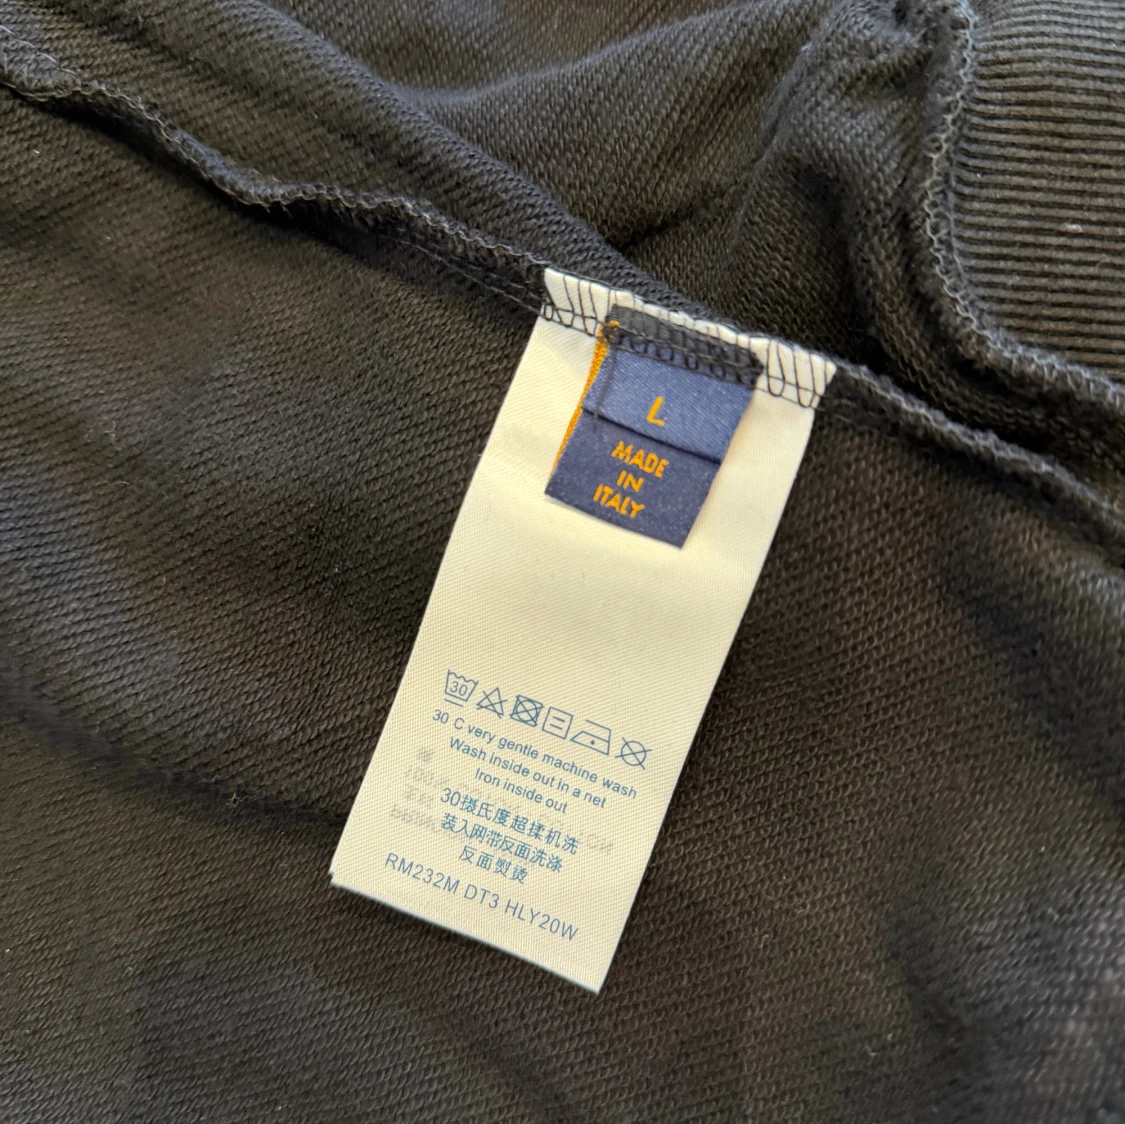 L
MADE
IN
ITALY
30
30 C very gentle machine wash
Wash inside out in a net
Iron inside out
30摄氏度超揉机洗
装入网带反面洗涤
反面熨烫
RM232M DT3 HLY20W